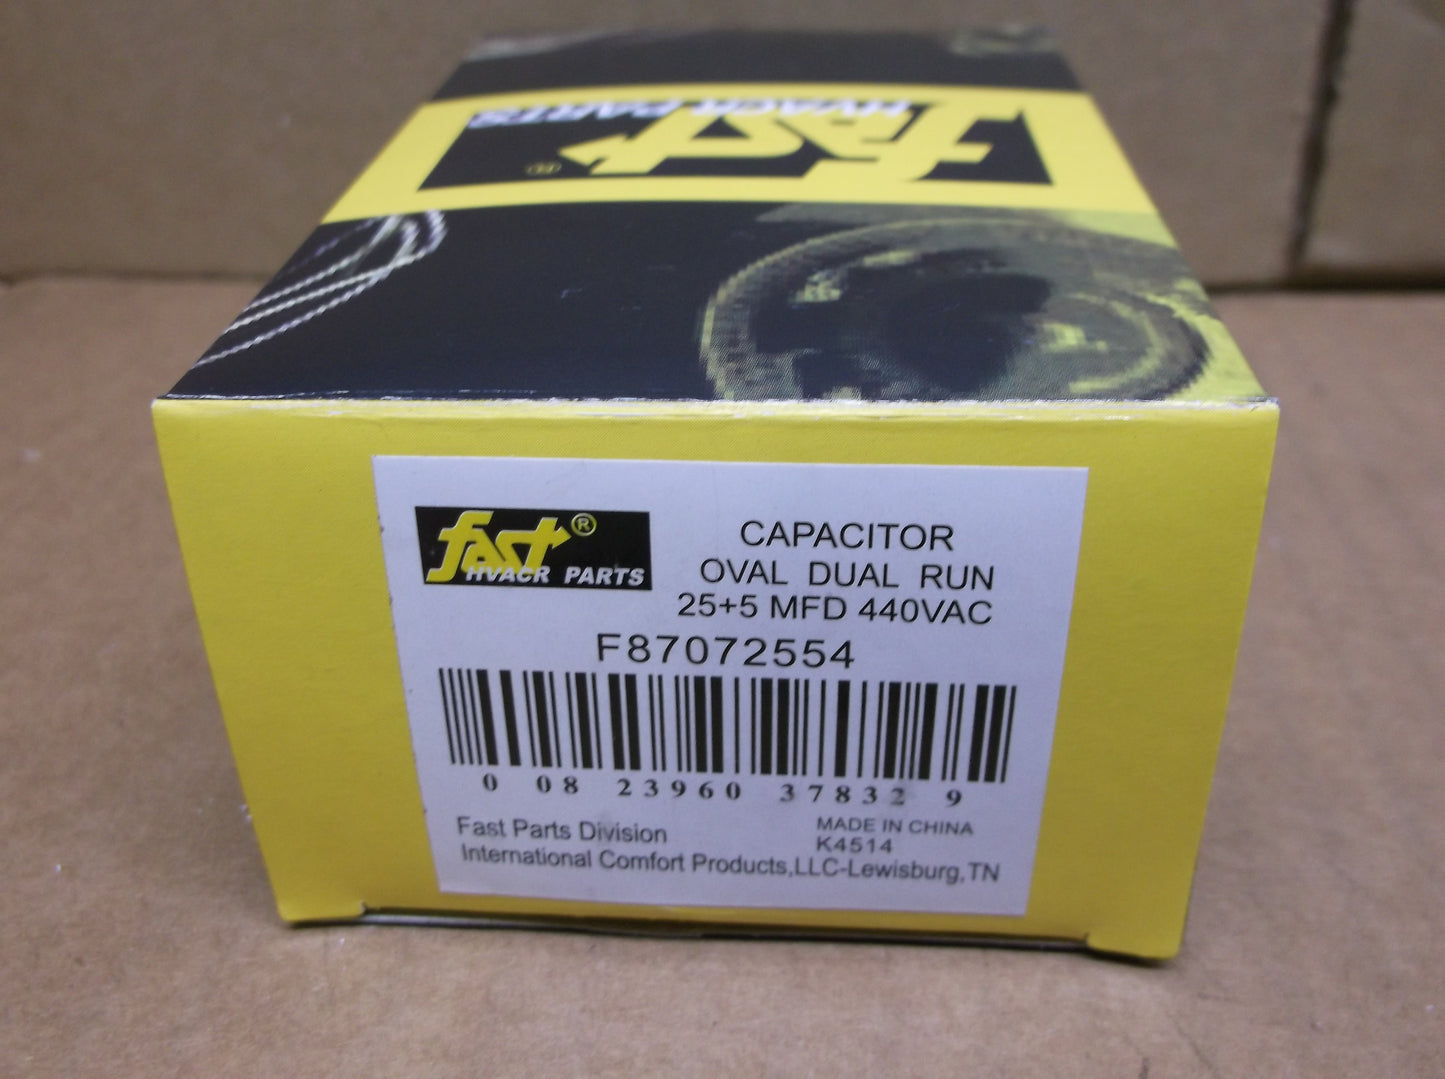 fast
HVACR PARTS
®
fast ®
HVACR PARTS
CAPACITOR
OVAL DUAL RUN
25+5 MFD 440VAC
F87072554
0 08 23960 37832 9
Fast Parts Division
MADE IN CHINA
K4514
International Comfort Products,LLC-Lewisburg,TN